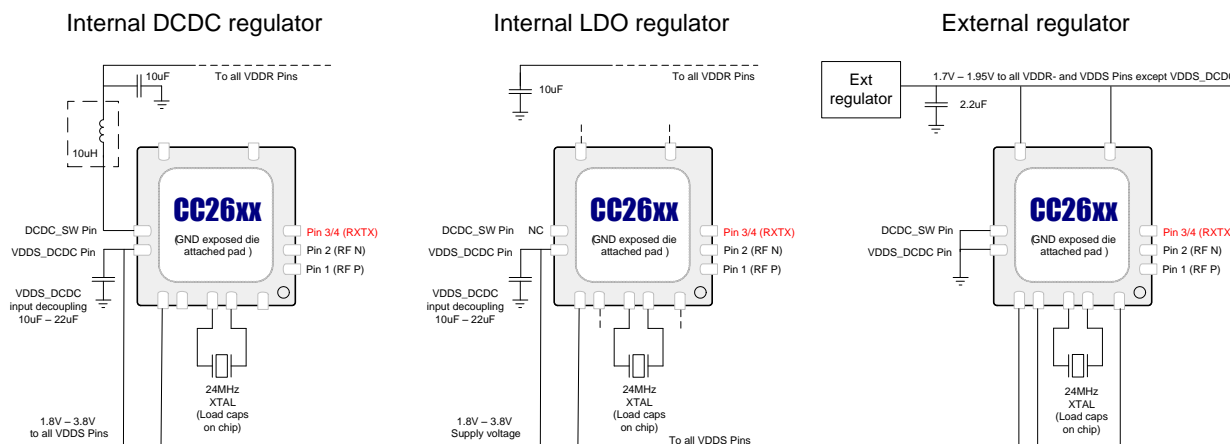 Internal DCDC regulator
10uF
To all VDDR Pins
10uH
CC26xx
(GND exposed die
attached pad )
DCDC_SW Pin
VDDS_DCDC Pin
Pin 3/4 (RXTX)
Pin 2 (RF N)
Pin 1 (RF P)
VDDS_DCDC
input decoupling
10uF – 22uF
24MHz
XTAL
(Load caps
on chip)
1.8V – 3.8V
to all VDDS Pins
Internal LDO regulator
10uF
To all VDDR Pins
CC26xx
(GND exposed die
attached pad )
DCDC_SW Pin
NC
VDDS_DCDC Pin
Pin 3/4 (RXTX)
Pin 2 (RF N)
Pin 1 (RF P)
VDDS_DCDC
input decoupling
10uF – 22uF
24MHz
XTAL
(Load caps
on chip)
1.8V – 3.8V
Supply voltage
To all VDDS Pins
External regulator
Ext
regulator
1.7V – 1.95V to all VDDR- and VDDS Pins except VDDS_DCDC
2.2uF
CC26xx
(GND exposed die
attached pad )
DCDC_SW Pin
VDDS_DCDC Pin
Pin 3/4 (RXTX
Pin 2 (RF N)
Pin 1 (RF P)
24MHz
XTAL
(Load caps
on chip)